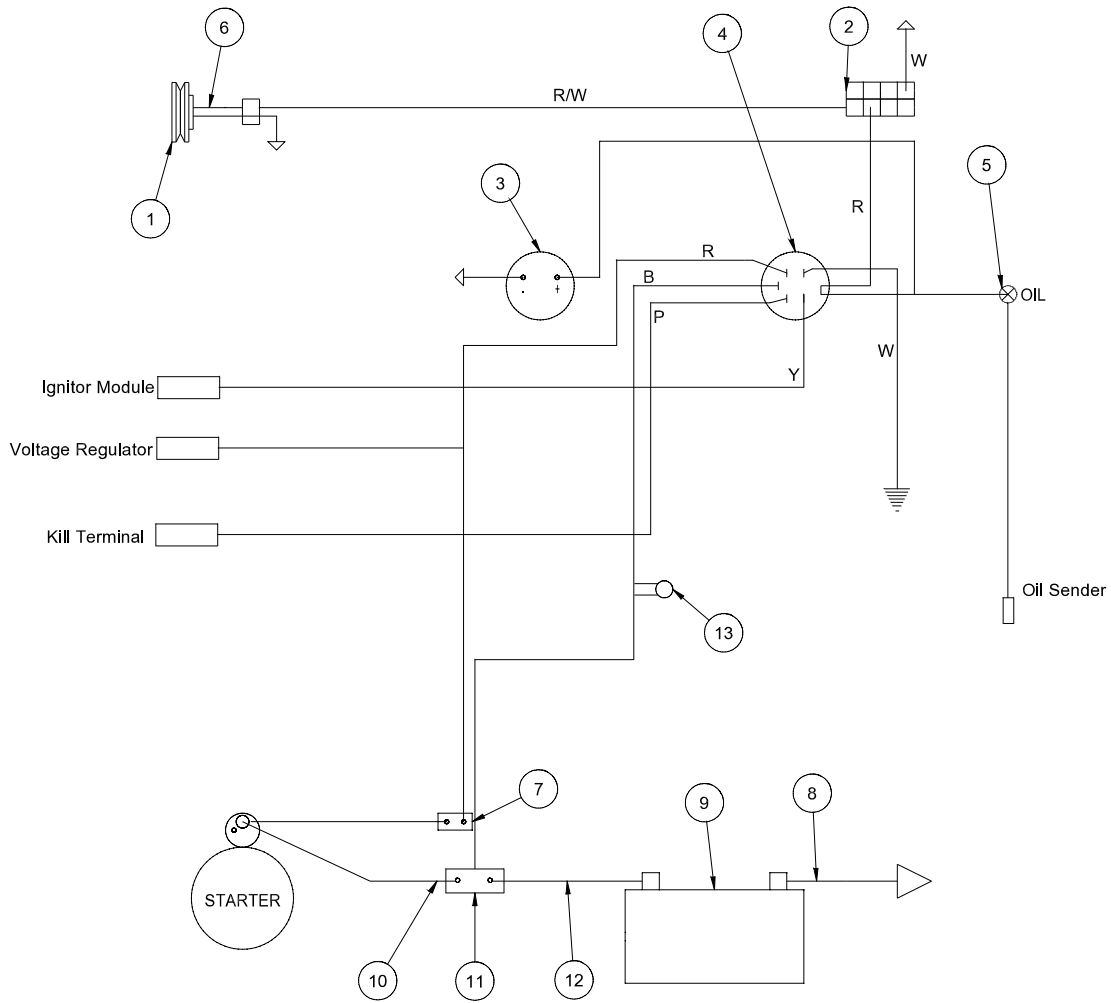 6
2
4
W
R/W
5
3
1
R
R
B
OIL
P
- +
W
Y
Ignitor Module
Voltage Regulator
Kill Terminal
Oil Sender
13
7
9
8
STARTER
10
11
12